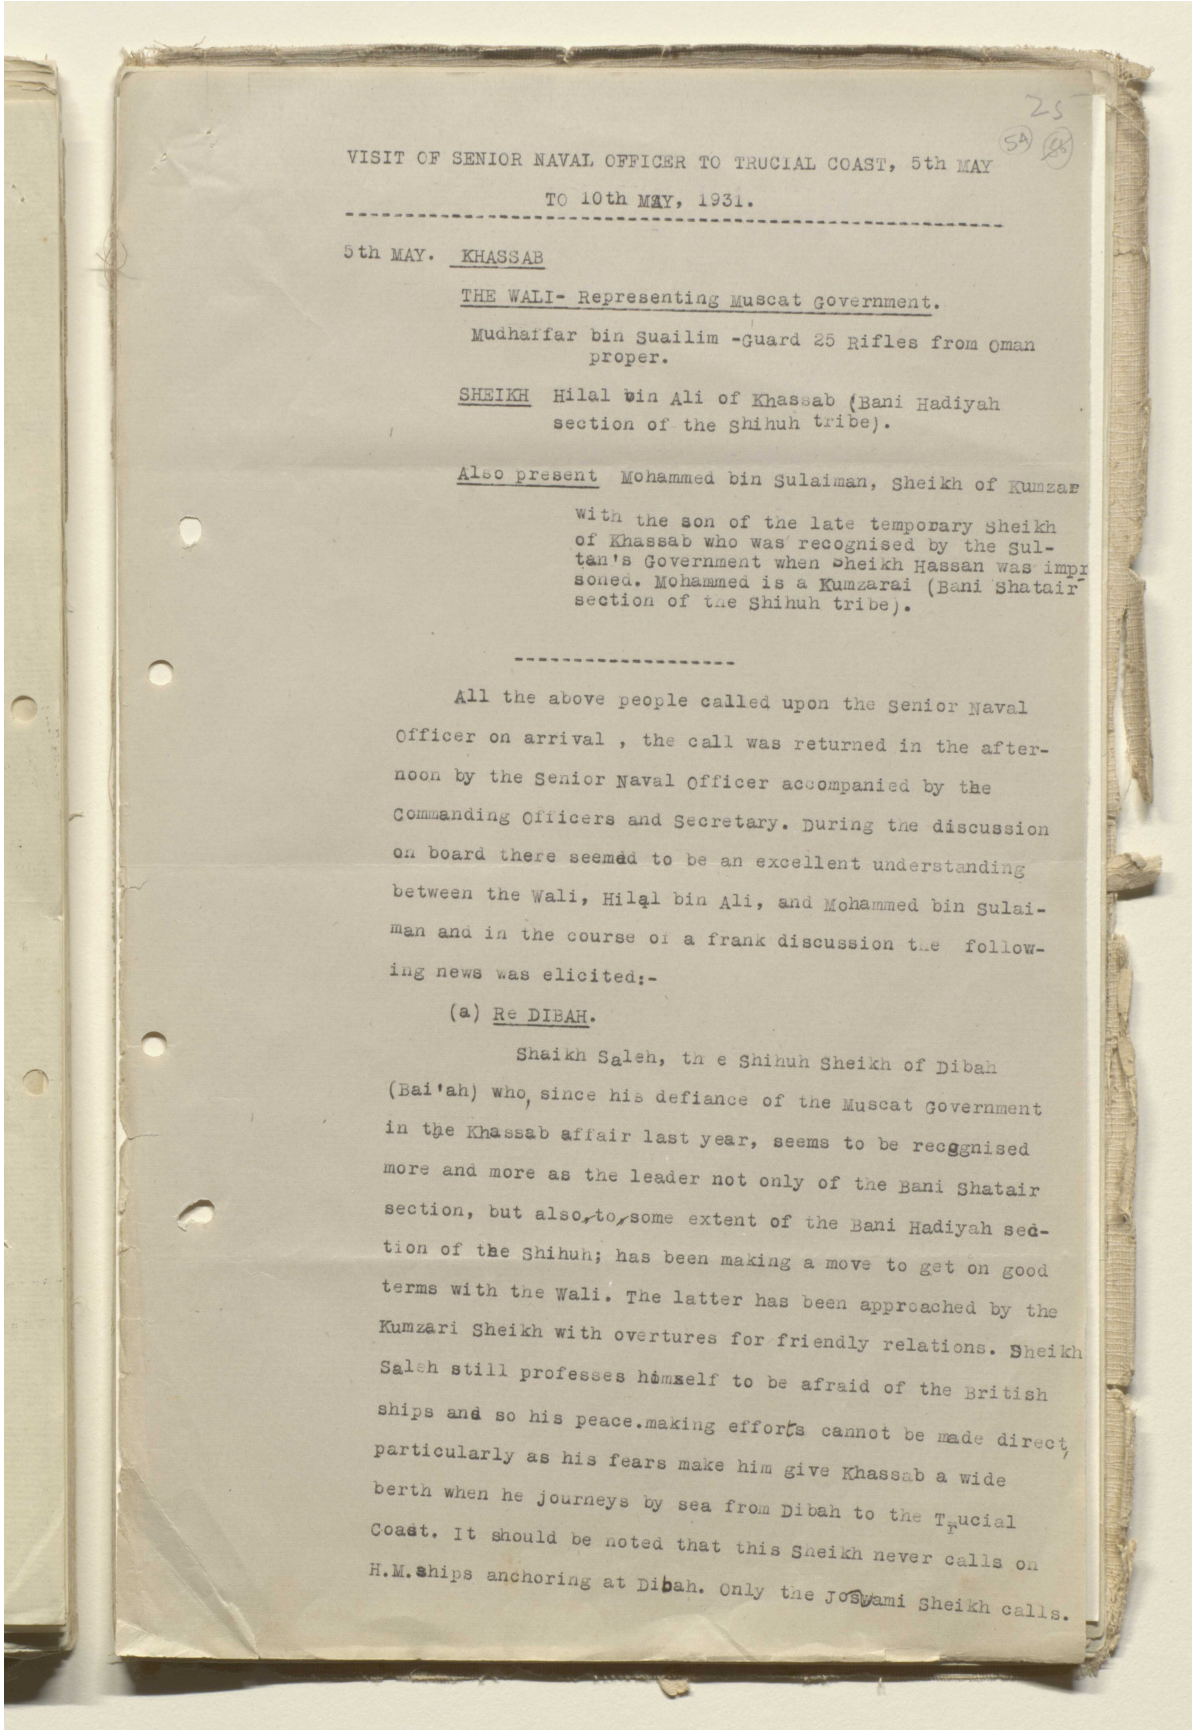 25
54
VISIT OF SENIOR NAVAL OFFICER TO TRUCIAL COAST, 5th MAY
TO 10th MAY, 1931.
5th MAY. KHASSAB
THE WALI- Representing Muscat Government.
Mudhaffar bin Suailim -Guard 25 Rifles from Oman
proper.
SHEIKH Hilal bin Ali of Khassab (Bani Hadiyah
section of the Shihuh tribe).
Also present Mohammed bin Sulaiman, Sheikh of Kumzar
with the son of the late temporary Sheikh
of Khassab who was recognised by the Sul-
tan's Government when Sheikh Hassan was impr
soned. Mohammed is a Kumzarai (Bani Shatair
section of the Shihuh tribe).
All the above people called upon the Senior Naval
Officer on arrival , the call was returned in the after-
noon by the Senior Naval Officer accompanied by the
Commanding Officers and Secretary. During the discussion
on board there seemed to be an excellent understanding
between the Wali, Hilal bin Ali, and Mohammed bin Sulai-
man and in the course of a frank discussion the follow-
ing news was elicited:-
(a) Re DIBAH.
Shaikh Saleh, th e Shihuh Sheikh of Dibah
(Bai'ah) who, since his defiance of the Muscat Government
in the Khassab affair last year, seems to be recognised
more and more as the leader not only of the Bani Shatair
section, but also, to, some extent of the Bani Hadiyah sec-
tion of the Shihuh; has been making a move to get on good
terms with the Wali. The latter has been approached by the
Kumzari Sheikh with overtures for friendly relations. Sheikh
Saleh still professes himself to be afraid of the British
ships and so his peace.making efforts cannot be made direct,
particularly as his fears make him give Khassab a wide
berth when he journeys by sea from Dibah to the Trucial
Coast. It should be noted that this Sheikh never calls on
H.M.ships anchoring at Dibah. Only the Joswami Sheikh calls.